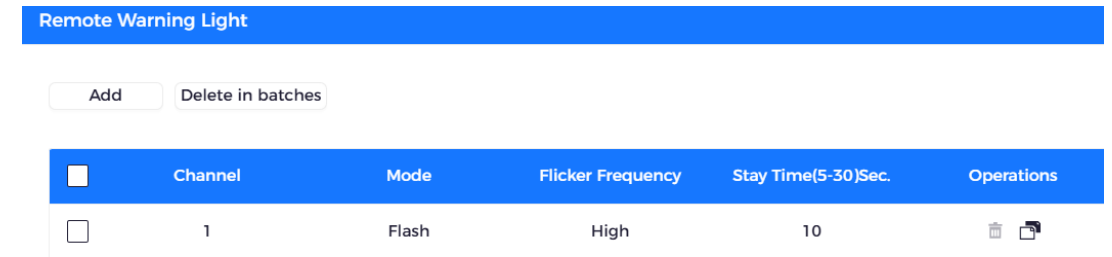 Remote Warning Light
Add Delete in batches
Channel Mode Flicker Frequency Stay Time(5-30)Sec. Operations
1 Flash High 10